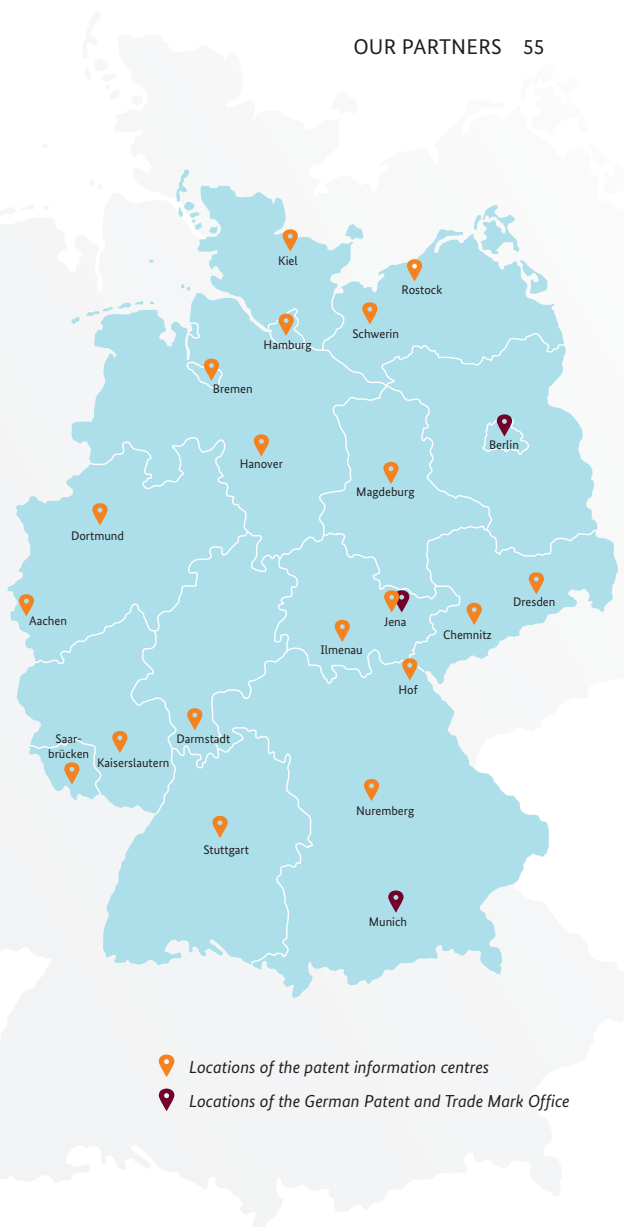 OUR PARTNERS 55
Kiel
Rostock
Schwerin
Hamburg
Bremen
Berlin
Hanover
Magdeburg
Dortmund
Dresden
Aachen
Jena
Chemnitz
Ilmenau
Hof
Saar-
brücken
Darmstadt
Kaiserslautern
Nuremberg
Stuttgart
Munich
Locations of the patent information centres
Locations of the German Patent and Trade Mark Office